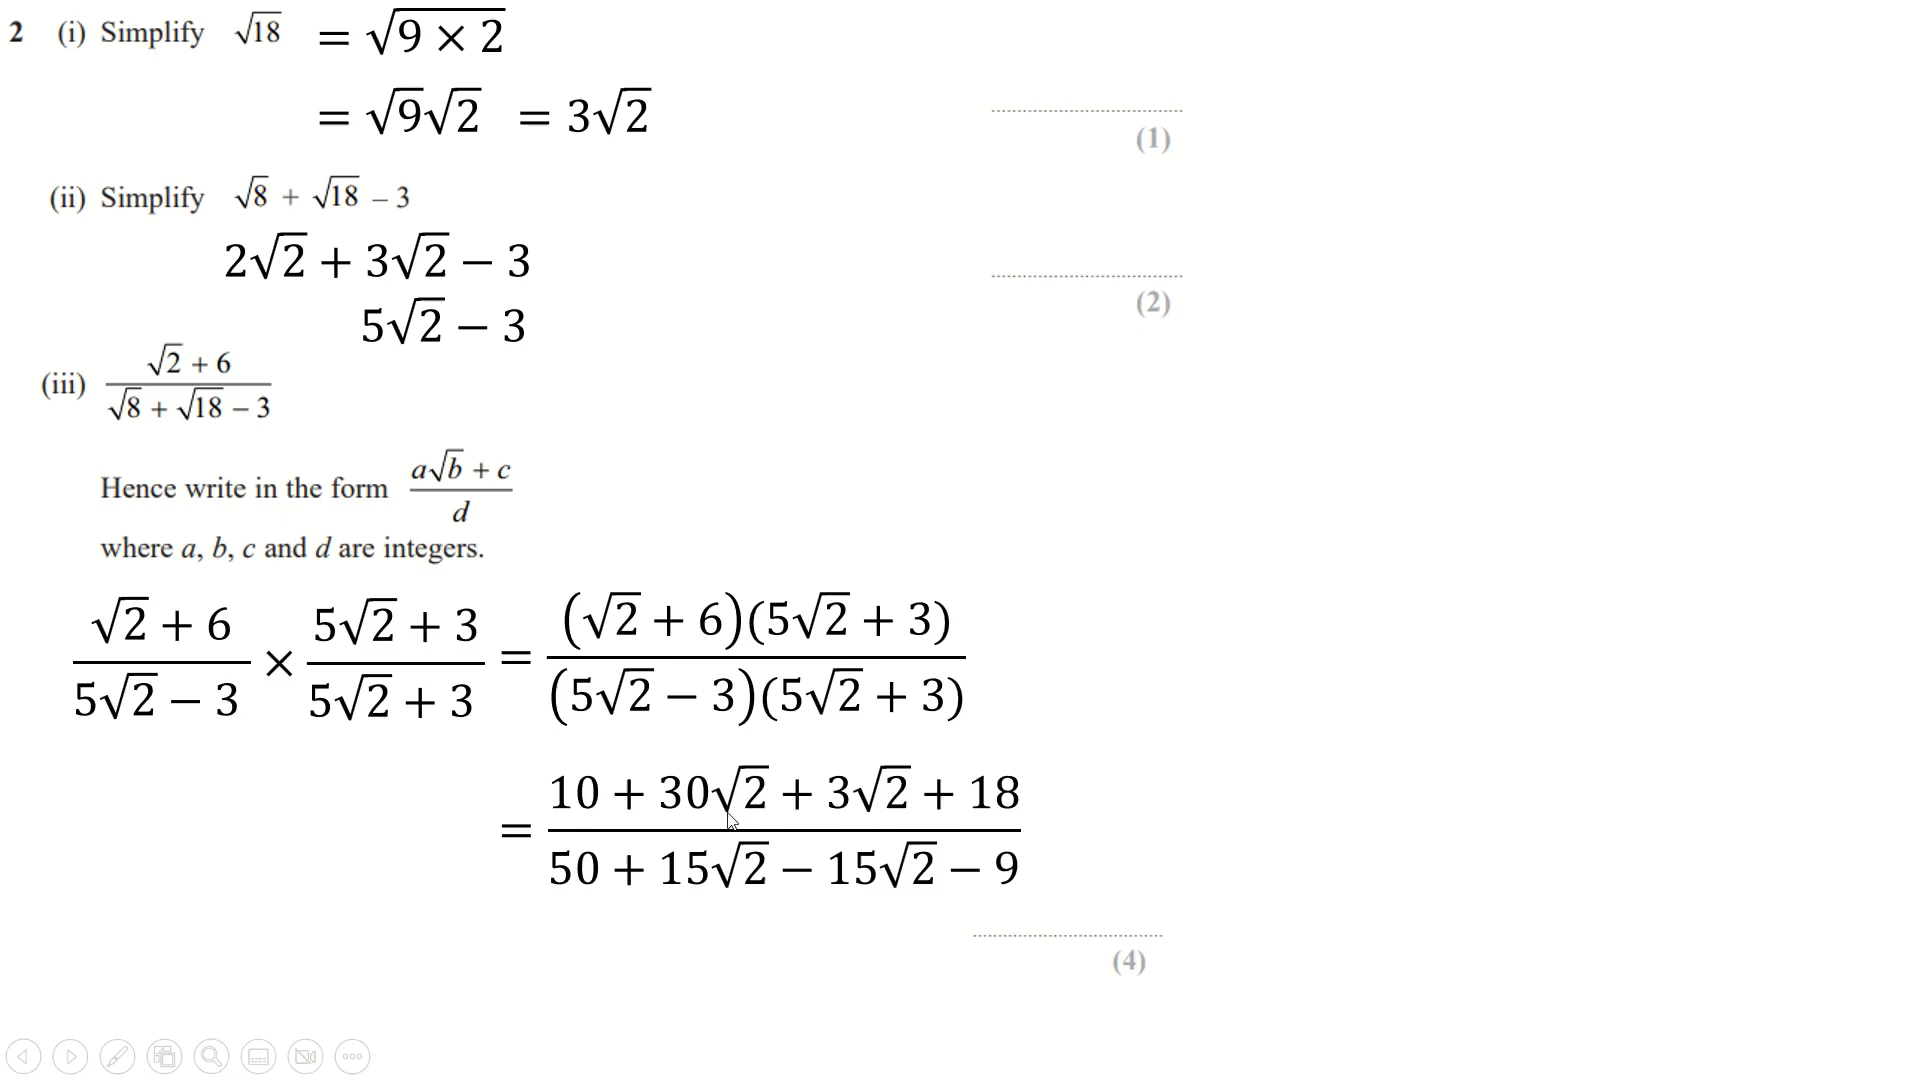 2 (i) Simplify √18 = √(9 × 2)
= √9√2 = 3√2
(1)
(ii) Simplify √8 + √18 – 3
2√2 + 3√2 − 3
(2)
5√2 − 3
(iii) (√2 + 6)/(√8 + √18 – 3)
Hence write in the form (a√b + c)/d
where a, b, c and d are integers.
(√2 + 6)/(5√2 − 3) × (5√2 + 3)/(5√2 + 3) = ((√2 + 6)(5√2 + 3))/((5√2 − 3)(5√2 + 3))
= (10 + 30√2 + 3√2 + 18)/(50 + 15√2 − 15√2 − 9)
(4)